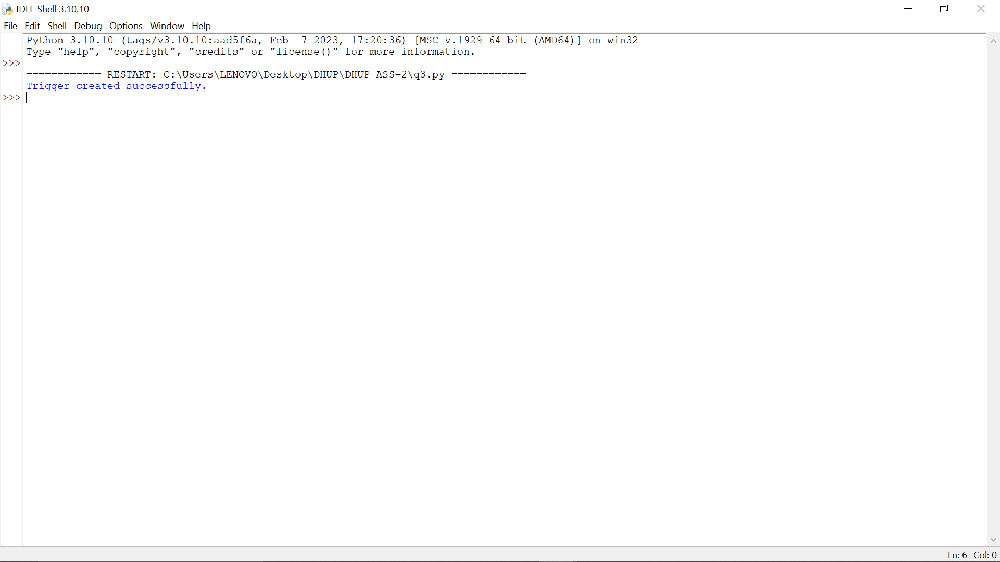 IDLE Shell 3.10.10
File Edit Shell Debug Options Window Help
Python 3.10.10 (tags/v3.10.10:aad5f6a, Feb  7 2023, 17:20:36) [MSC v.1929 64 bit (AMD64)] on win32
Type "help", "copyright", "credits" or "license()" for more information.
>>>
============ RESTART: C:\Users\LENOVO\Desktop\DHUP\DHUP ASS-2\q3.py ============
Trigger created successfully.
>>>
Ln: 6 Col: 0